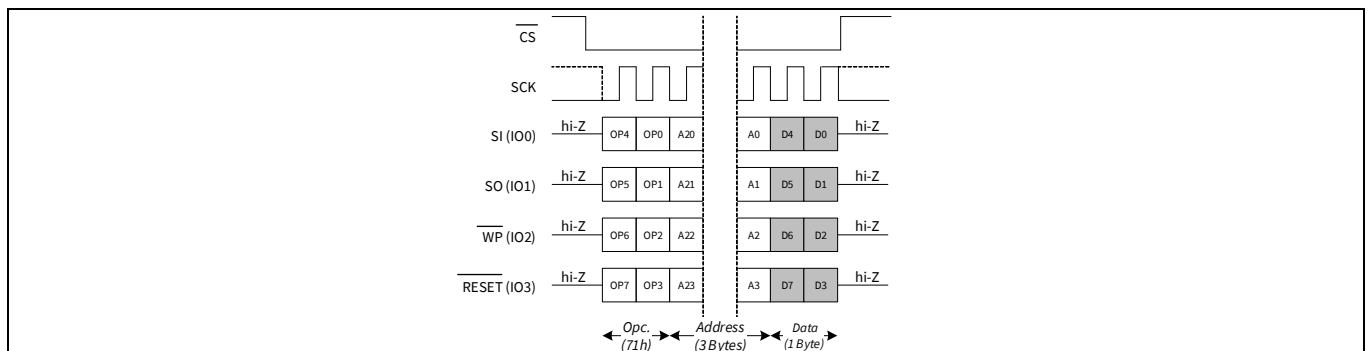 CS
SCK
SI (IO0) hi-Z OP4 OP0 A20 A0 D4 D0 hi-Z
SO (IO1) hi-Z OP5 OP1 A21 A1 D5 D1 hi-Z
WP (IO2) hi-Z OP6 OP2 A22 A2 D6 D2 hi-Z
RESET (IO3) hi-Z OP7 OP3 A23 A3 D7 D3 hi-Z
Opc. Address Data
(71h) (3 Bytes) (1 Byte)